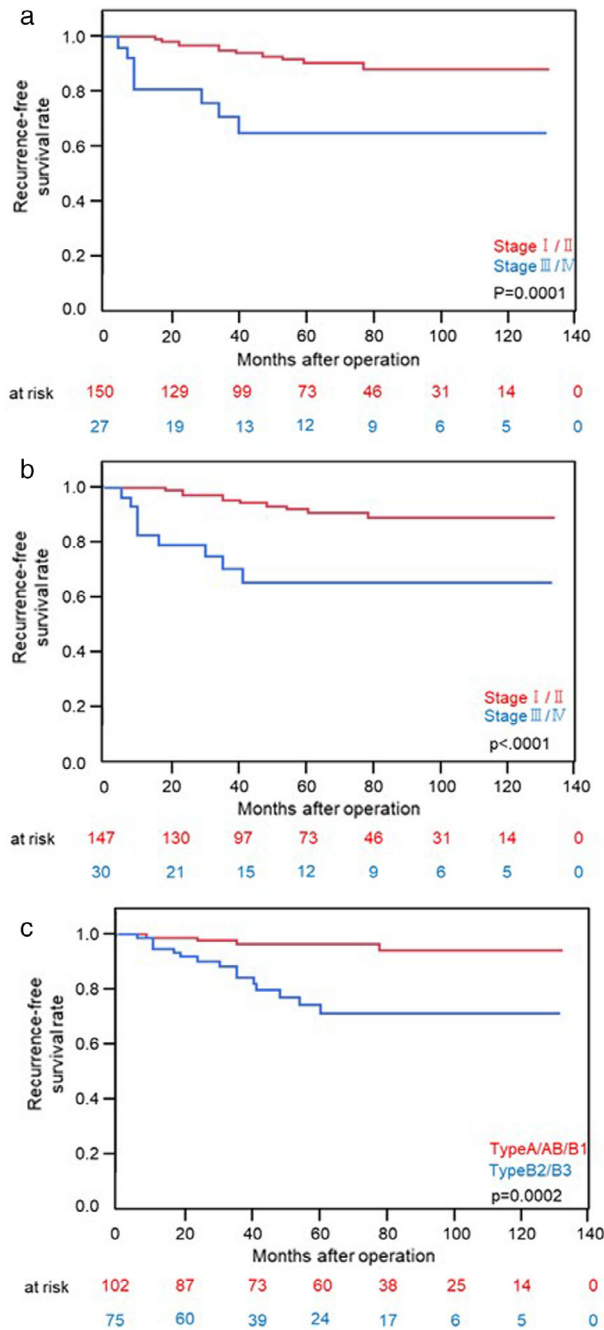 a
1.0
0.8
0.6
0.4
0.2
0.0
Recurrence-free
survival rate
Stage Ⅰ / Ⅱ
Stage Ⅲ / Ⅳ
P=0.0001
0 20 40 60 80 100 120 140
Months after operation
at risk 150 129 99 73 46 31 14 0
27 19 13 12 9 6 5 0
b
1.0
0.8
0.6
0.4
0.2
0.0
Recurrence-free
survival rate
Stage Ⅰ / Ⅱ
Stage Ⅲ / Ⅳ
p<.0001
0 20 40 60 80 100 120 140
Months after operation
at risk 147 130 97 73 46 31 14 0
30 21 15 12 9 6 5 0
c
1.0
0.8
0.6
0.4
0.2
0.0
Recurrence-free
survival rate
TypeA/AB/B1
TypeB2/B3
p=0.0002
0 20 40 60 80 100 120 140
Months after operation
at risk 102 87 73 60 38 25 14 0
75 60 39 24 17 6 5 0